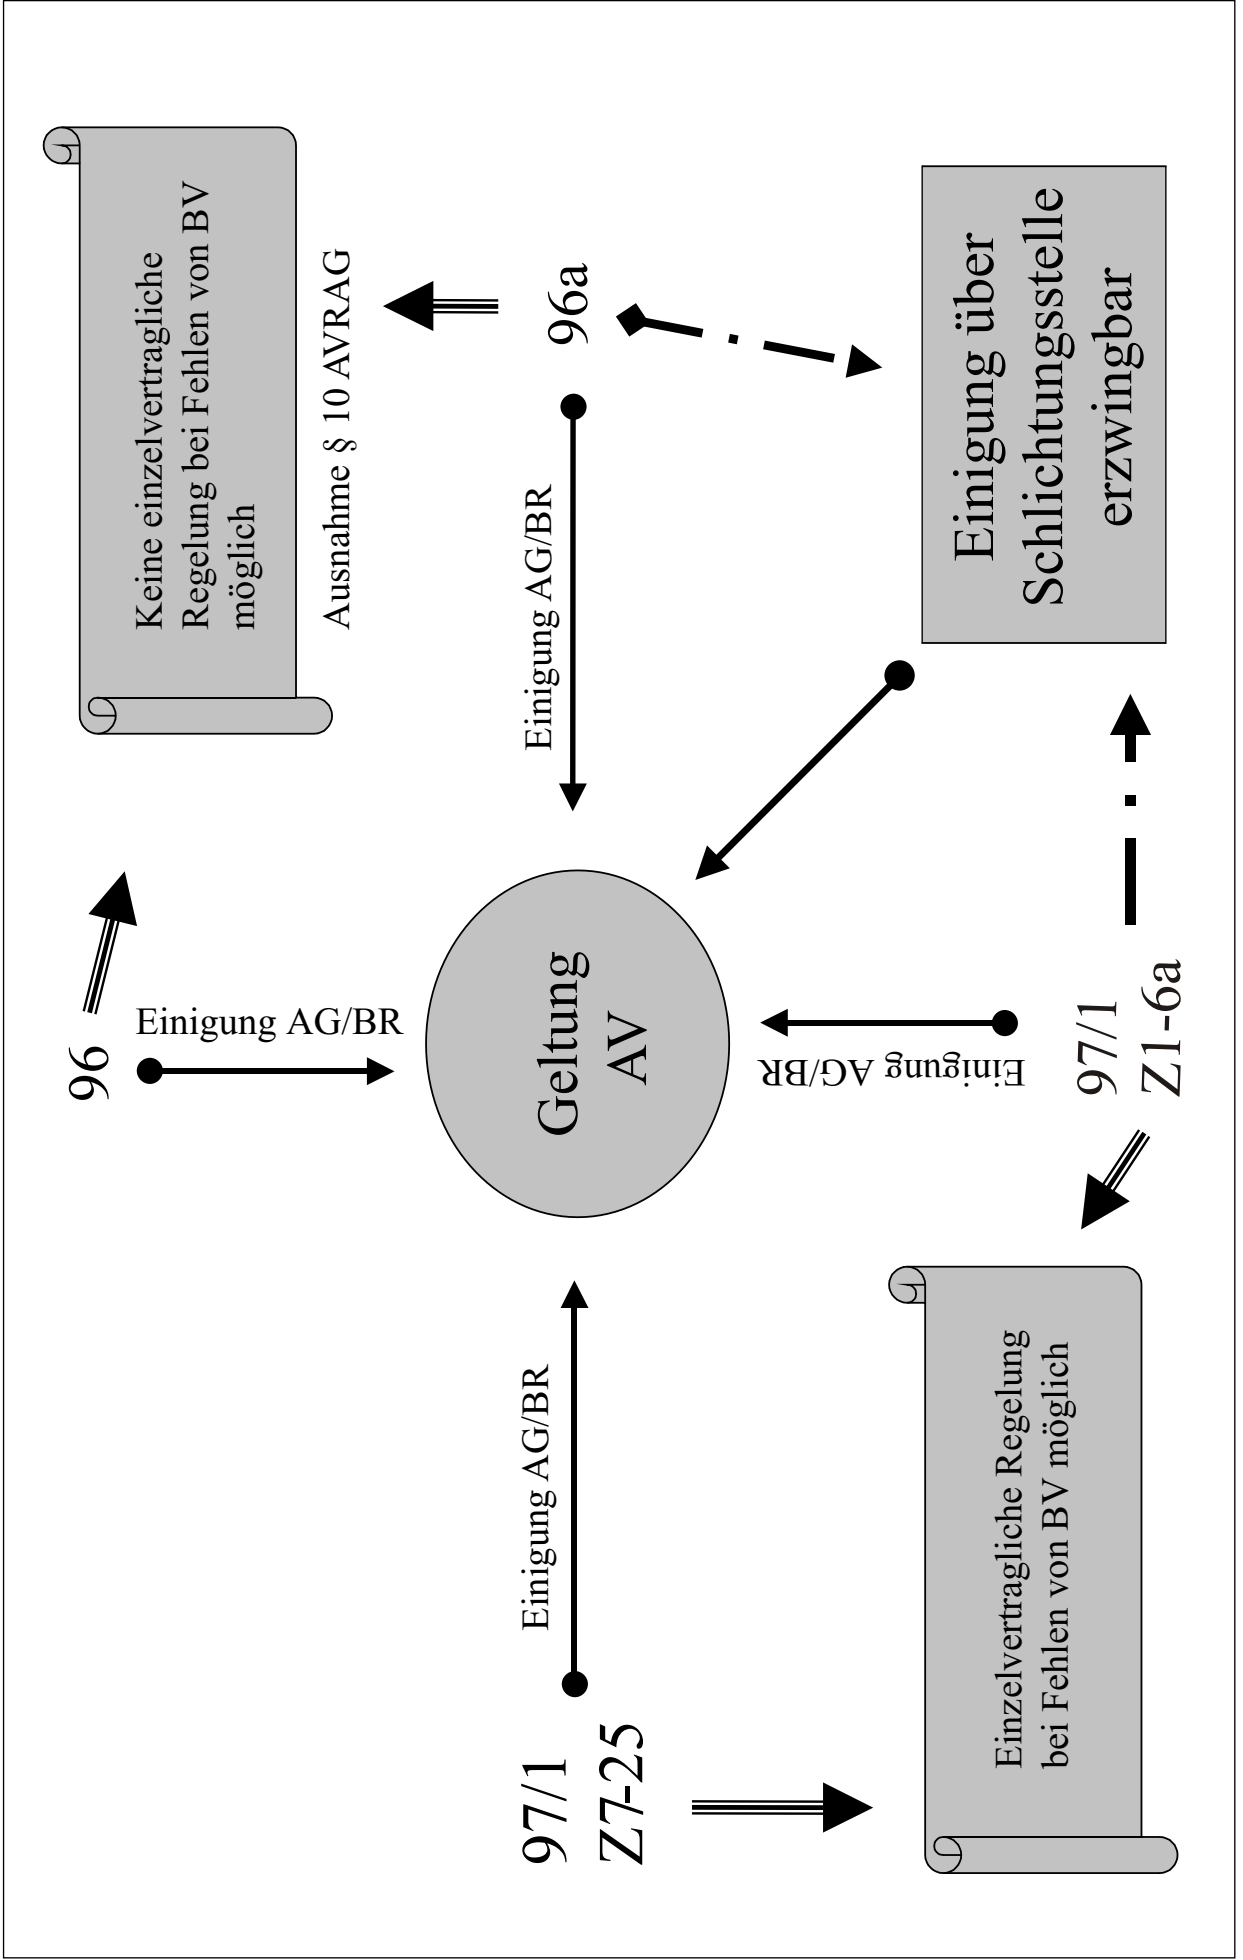 96
Einigung AG/BR
Keine einzelvertragliche
Regelung bei Fehlen von BV
möglich
Ausnahme § 10 AVRAG
97/1
Z7-25
Einigung AG/BR
Geltung
AV
Einigung AG/BR
96a
Einigung AG/BR
97/1
Z1-6a
Einzelvertragliche Regelung
bei Fehlen von BV möglich
Einigung über
Schlichtungsstelle
erzwingbar